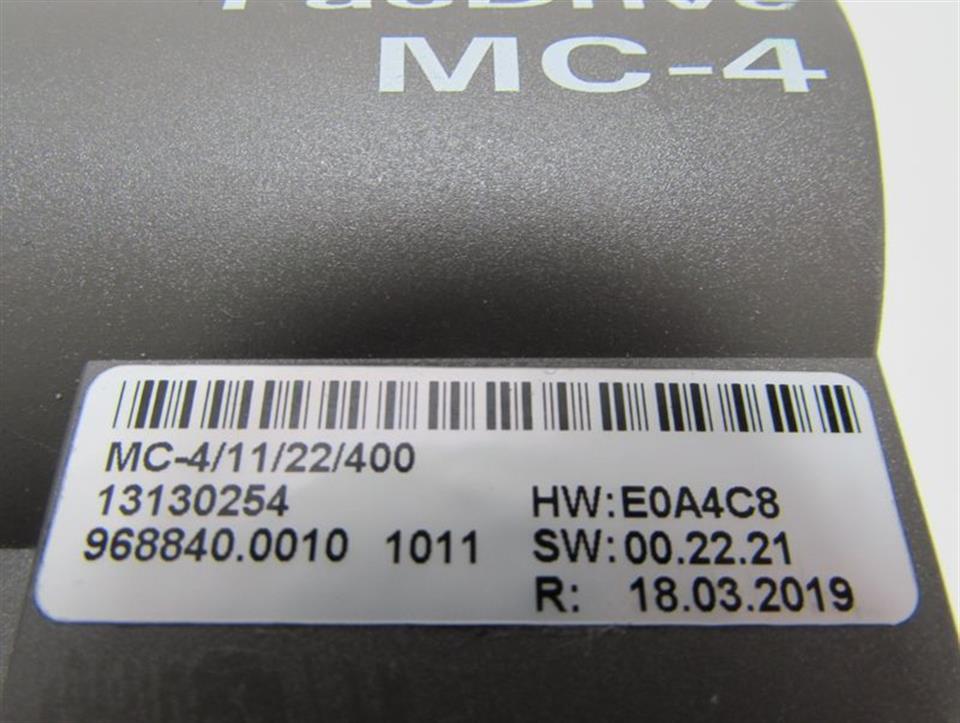 PacDrive
MC-4
MC-4/11/22/400
13130254 HW:E0A4C8
968840.0010 1011 SW:00.22.21
R: 18.03.2019